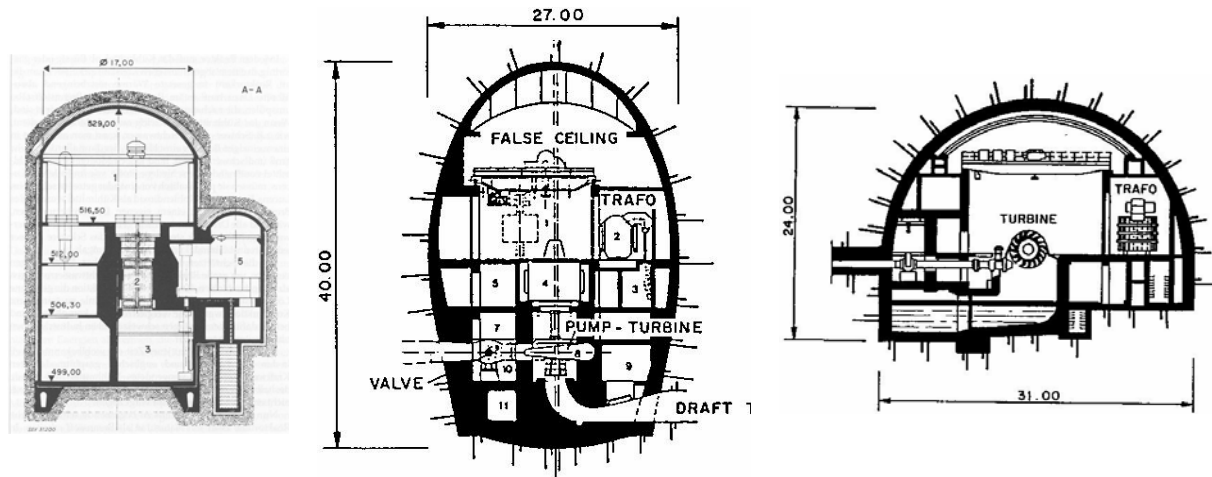 Ø 17,00
A-A
529,00
1
516,50
512,00
2
5
506,30
3
499,00
27.00
40.00
FALSE CEILING
TRAFO
1
2
5
4
3
7
PUMP-TURBINE
8
10
9
VALVE
11
DRAFT T
24.00
TRAFO
TURBINE
31.00